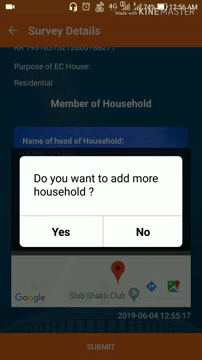 4G 74% 12:56 AM
Made with KINEMASTER
Survey Details
Purpose of EC House:
Residential
Member of Household
Name of head of Household:
Do you want to add more
household ?
Yes No
Google Shib Shakti Club
2019-06-04 12:55:17
SUBMIT